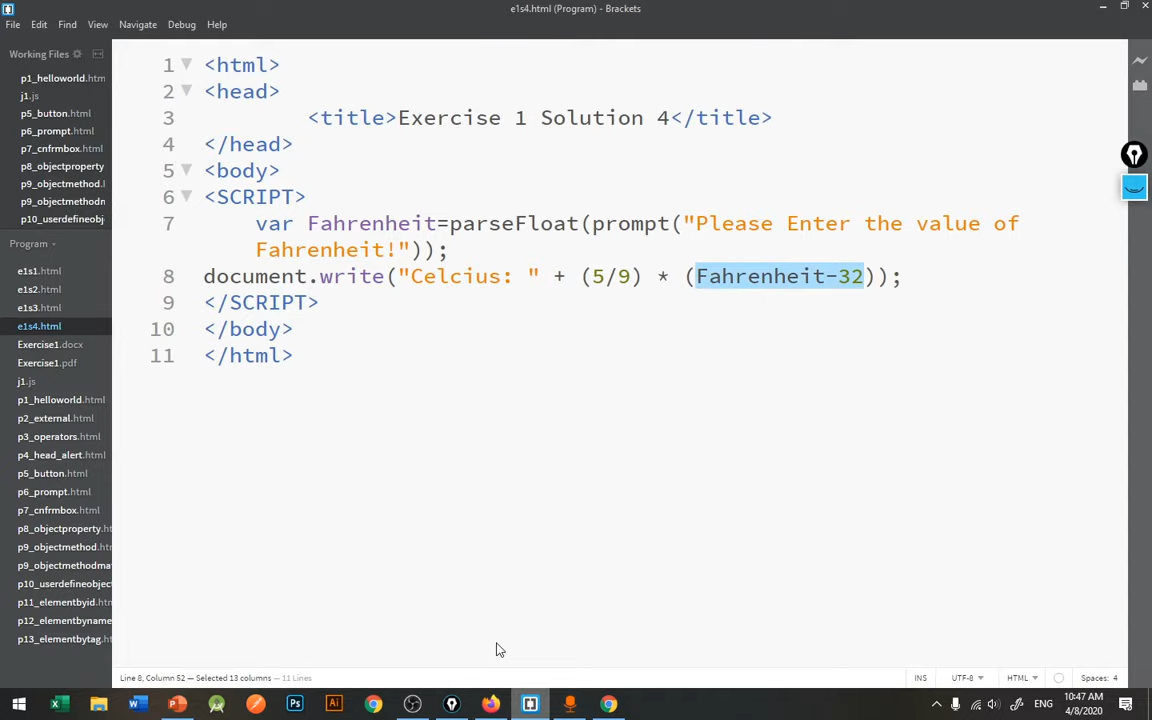 e1s4.html (Program) - Brackets
File Edit Find View Navigate Debug Help
Working Files
p1_helloworld.htm
j1.js
p5_button.html
p6_prompt.html
p7_cnfrmbox.html
p8_objectproperty
p9_objectmethod.l
p9_objectmethodn
p10_userdefineobj
Program
e1s1.html
e1s2.html
e1s3.html
e1s4.html
Exercise1.docx
Exercise1.pdf
j1.js
p1_helloworld.html
p2_external.html
p3_operators.html
p4_head_alert.html
p5_button.html
p6_prompt.html
p7_cnfrmbox.html
p8_objectproperty.ht
p9_objectmethod.ht
p9_objectmethodma
p10_userdefineobjec
p11_elementbyid.htm
p12_elementbyname
p13_elementbytag.ht
1 <html>
2 <head>
3 <title>Exercise 1 Solution 4</title>
4 </head>
5 <body>
6 <SCRIPT>
7 var Fahrenheit=parseFloat(prompt("Please Enter the value of
Fahrenheit!"));
8 document.write("Celcius: " + (5/9) * (Fahrenheit-32));
9 </SCRIPT>
10 </body>
11 </html>
Line 8, Column 52 — Selected 13 columns — 11 Lines
INS UTF-8 HTML Spaces: 4
Ps Ai
ENG
10:47 AM
4/8/2020